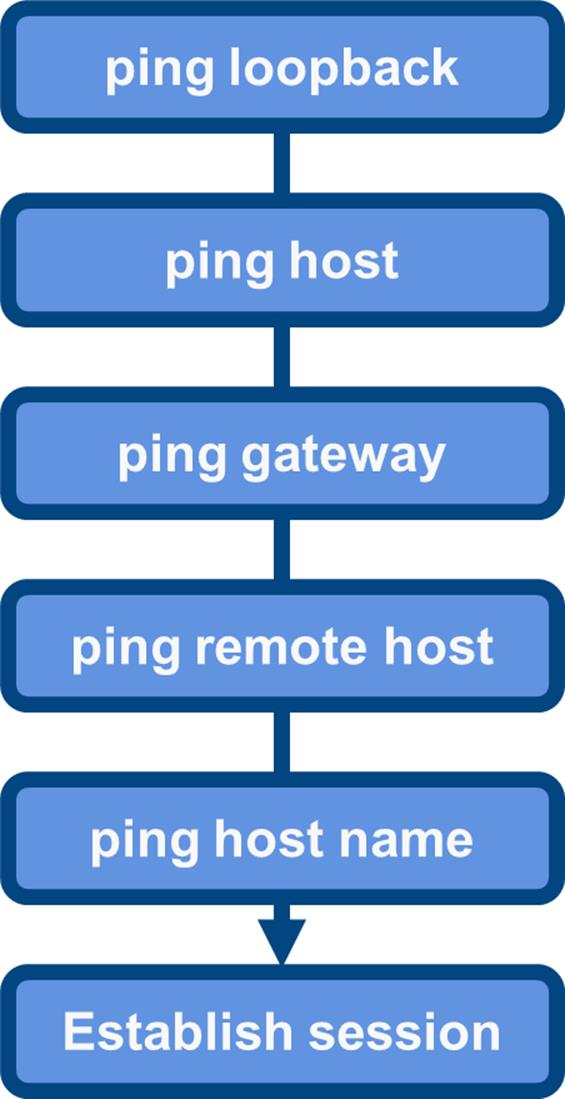 ping loopback
ping host
ping gateway
ping remote host
ping host name
Establish session